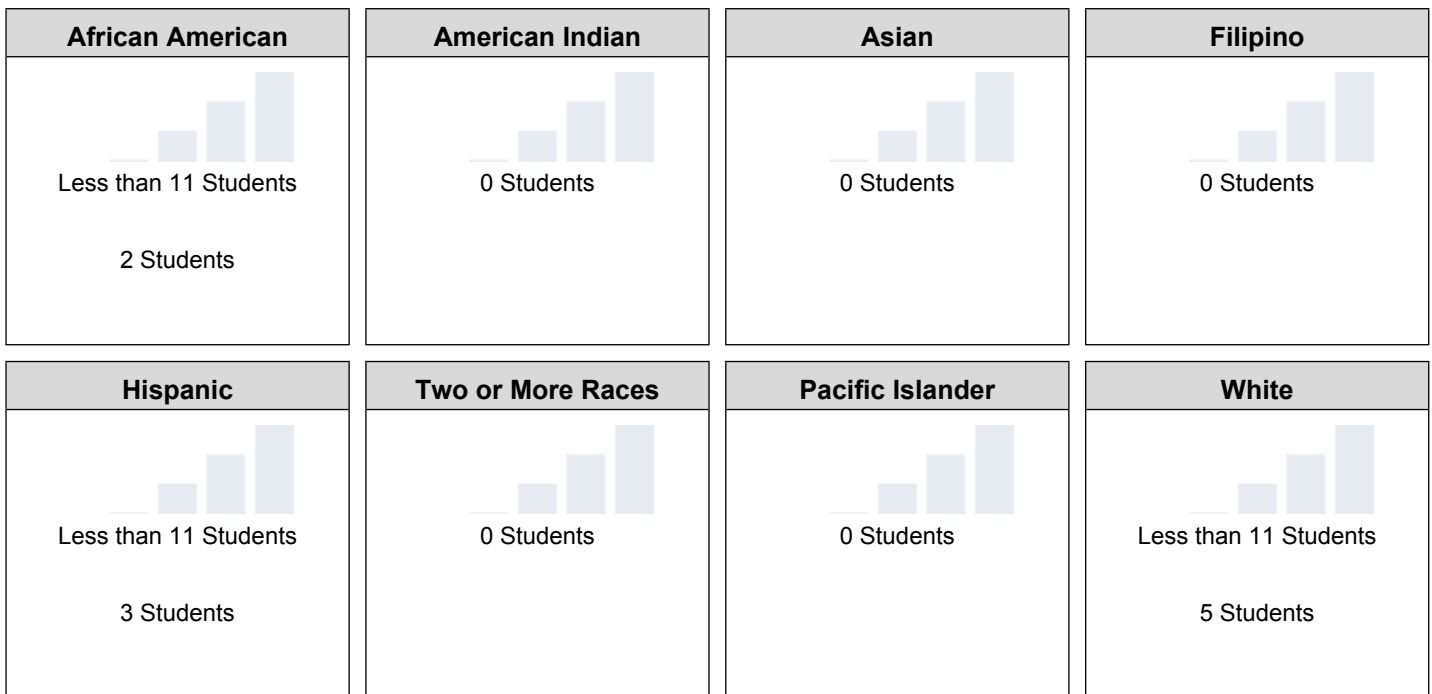 African American
American Indian
Asian
Filipino
Less than 11 Students
0 Students
0 Students
0 Students
2 Students
Hispanic
Two or More Races
Pacific Islander
White
Less than 11 Students
0 Students
0 Students
Less than 11 Students
3 Students
5 Students